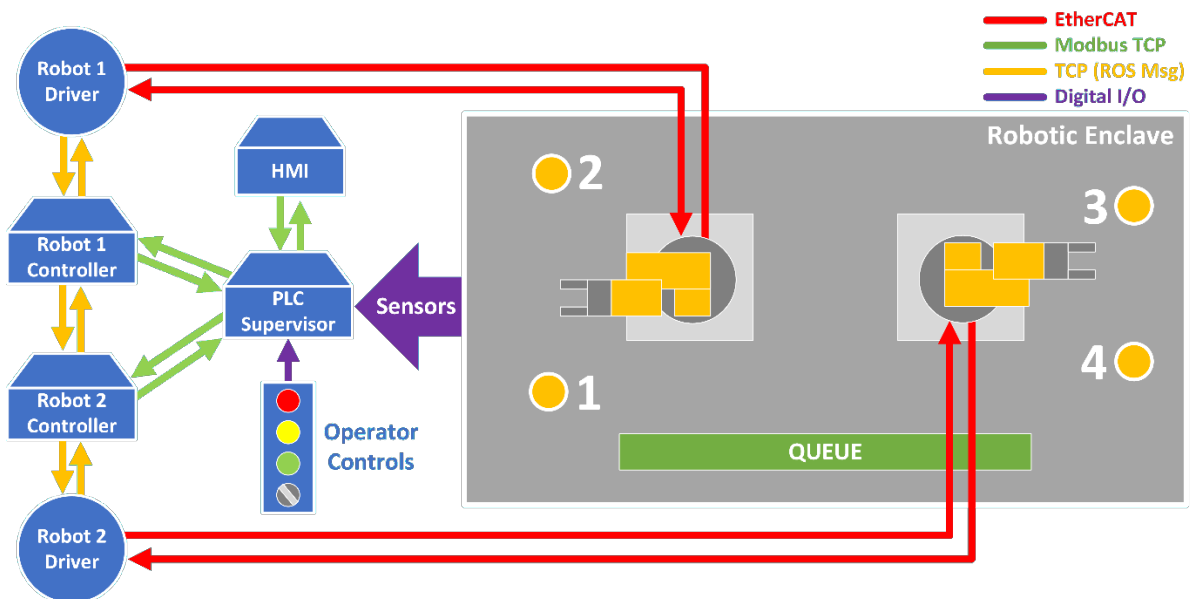 EtherCAT
Modbus TCP
TCP (ROS Msg)
Digital I/O
Robot 1
Driver
HMI
Robot 1
Controller
PLC
Supervisor
Sensors
Robot 2
Controller
Operator
Controls
Robot 2
Driver
Robotic Enclave
2
3
1
4
QUEUE